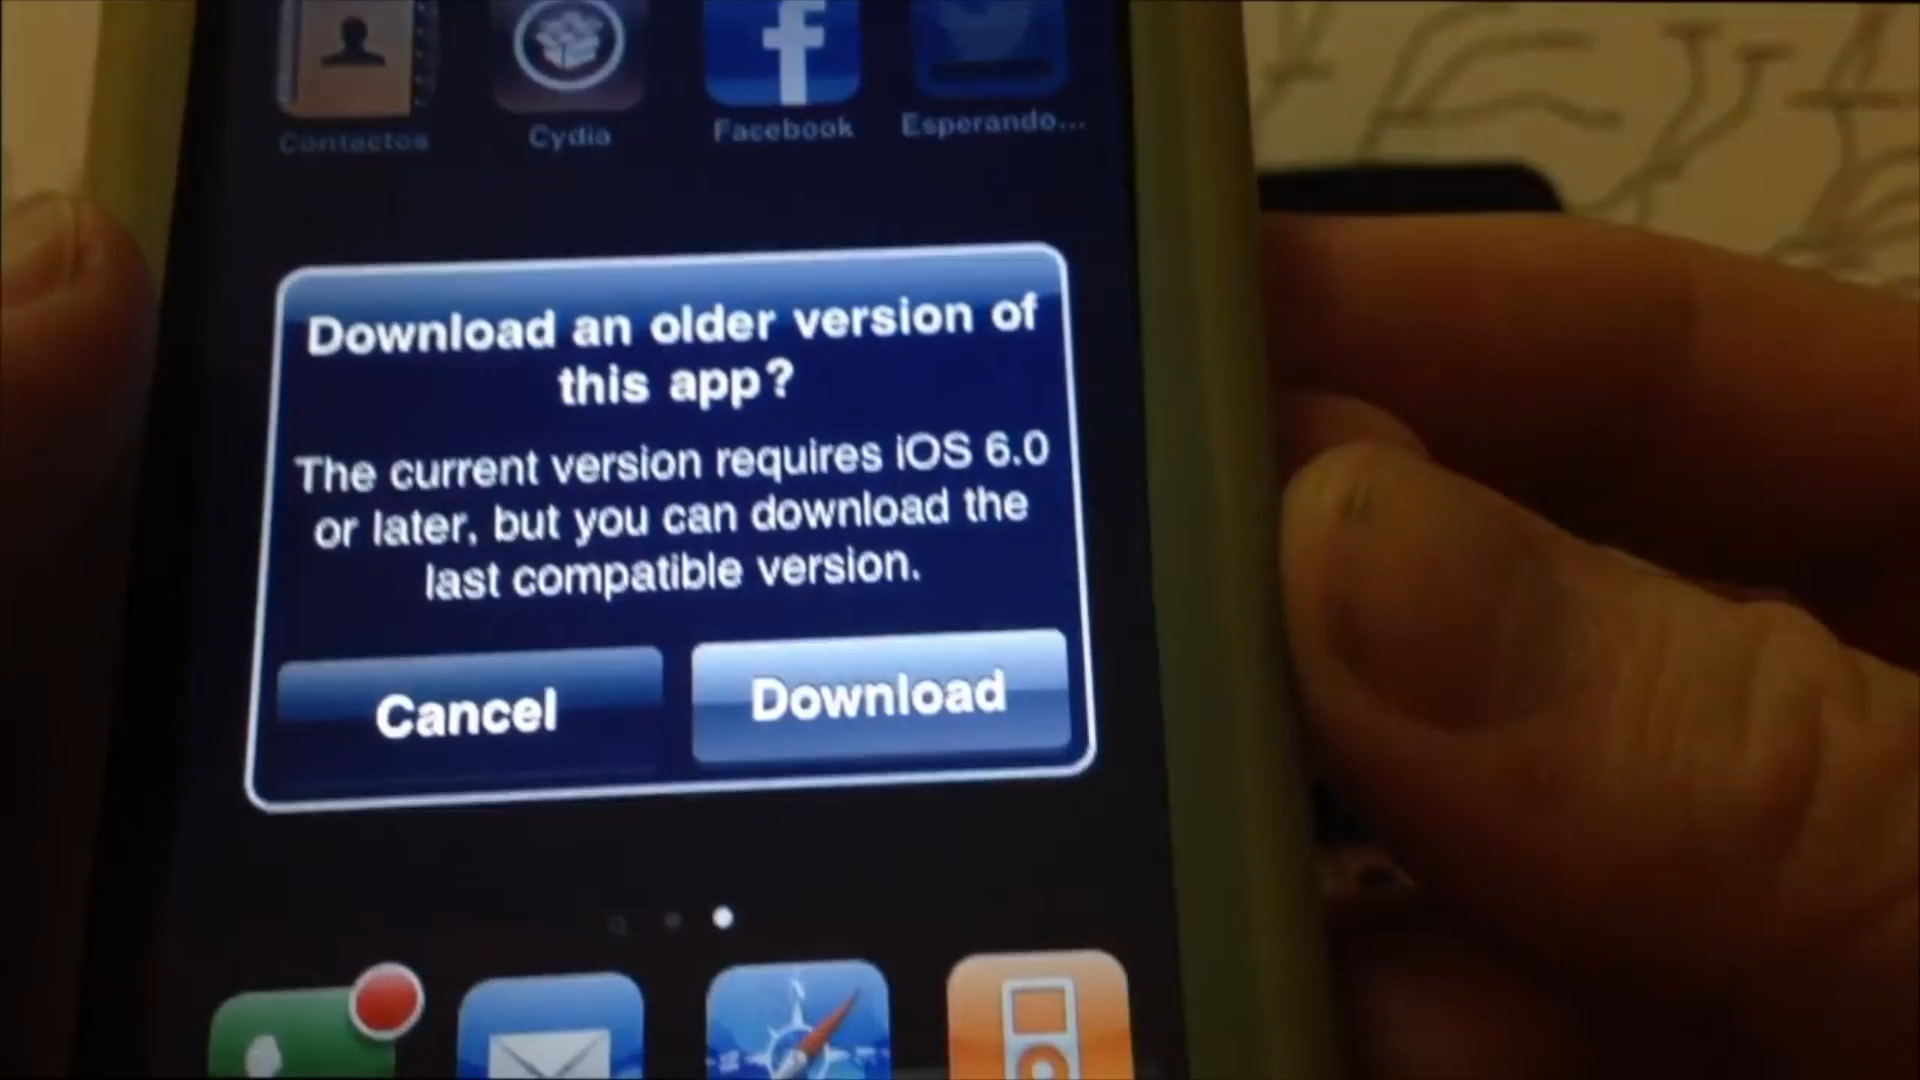 Contactos
Cydia
Facebook
Esperando...
Download an older version of
this app?
The current version requires iOS 6.0
or later, but you can download the
last compatible version.
Cancel
Download
N